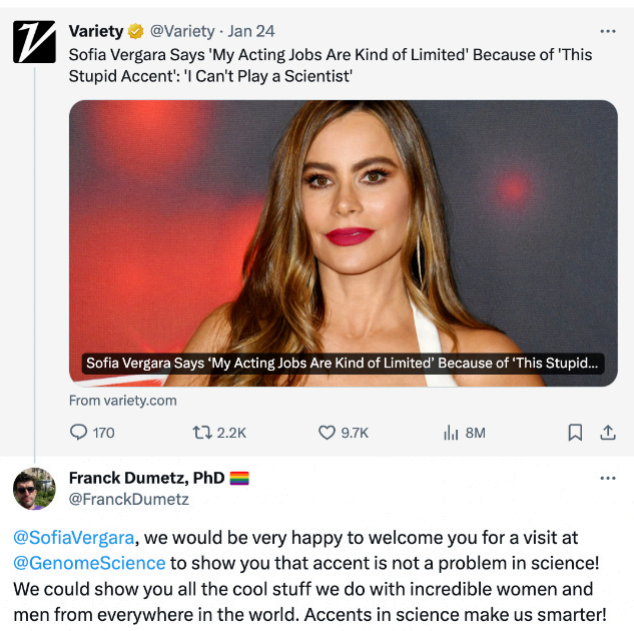 Variety @Variety · Jan 24
Sofia Vergara Says 'My Acting Jobs Are Kind of Limited' Because of 'This
Stupid Accent': 'I Can't Play a Scientist'
Sofia Vergara Says 'My Acting Jobs Are Kind of Limited' Because of 'This Stupid...
From variety.com
170 2.2K 9.7K 8M
Franck Dumetz, PhD
@FranckDumetz
@SofiaVergara, we would be very happy to welcome you for a visit at
@GenomeScience to show you that accent is not a problem in science!
We could show you all the cool stuff we do with incredible women and
men from everywhere in the world. Accents in science make us smarter!